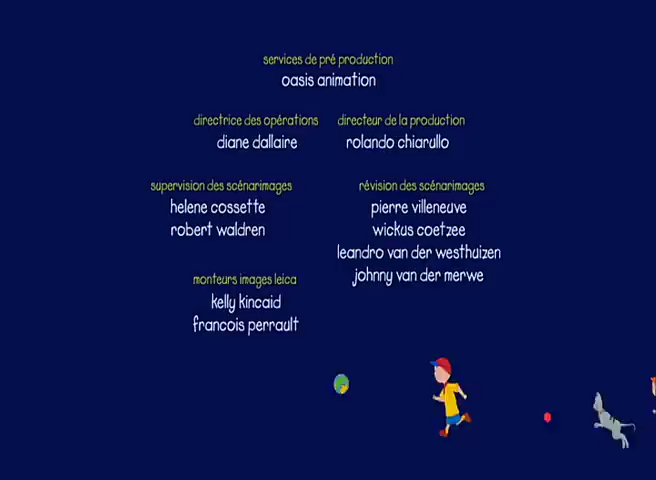 services de pré production
oasis animation
directrice des opérations
diane dallaire
directeur de la production
rolando chiarullo
supervision des scénarimages
helene cossette
robert waldren
révision des scénarimages
pierre villeneuve
wickus coetzee
leandro van der westhuizen
johnny van der merwe
monteurs images leica
kelly kincaid
francois perrault